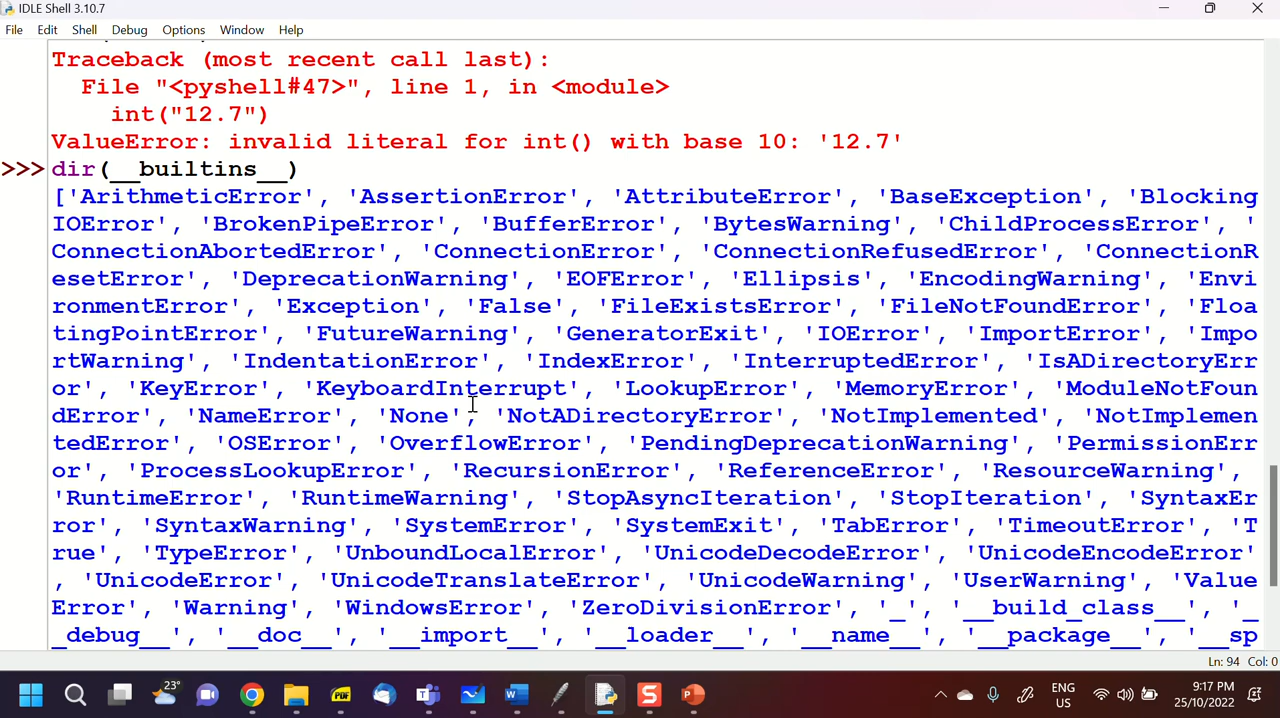 IDLE Shell 3.10.7
File Edit Shell Debug Options Window Help
Traceback (most recent call last):
File "<pyshell#47>", line 1, in <module>
int("12.7")
ValueError: invalid literal for int() with base 10: '12.7'
>>> dir(__builtins__)
['ArithmeticError', 'AssertionError', 'AttributeError', 'BaseException', 'Blocking
IOError', 'BrokenPipeError', 'BufferError', 'BytesWarning', 'ChildProcessError', '
ConnectionAbortedError', 'ConnectionError', 'ConnectionRefusedError', 'ConnectionR
esetError', 'DeprecationWarning', 'EOFError', 'Ellipsis', 'EncodingWarning', 'Envi
ronmentError', 'Exception', 'False', 'FileExistsError', 'FileNotFoundError', 'Floa
tingPointError', 'FutureWarning', 'GeneratorExit', 'IOError', 'ImportError', 'Impo
rtWarning', 'IndentationError', 'IndexError', 'InterruptedError', 'IsADirectoryErr
or', 'KeyError', 'KeyboardInterrupt', 'LookupError', 'MemoryError', 'ModuleNotFoun
dError', 'NameError', 'None', 'NotADirectoryError', 'NotImplemented', 'NotImplemen
tedError', 'OSError', 'OverflowError', 'PendingDeprecationWarning', 'PermissionErr
or', 'ProcessLookupError', 'RecursionError', 'ReferenceError', 'ResourceWarning',
'RuntimeError', 'RuntimeWarning', 'StopAsyncIteration', 'StopIteration', 'SyntaxEr
ror', 'SyntaxWarning', 'SystemError', 'SystemExit', 'TabError', 'TimeoutError', 'T
rue', 'TypeError', 'UnboundLocalError', 'UnicodeDecodeError', 'UnicodeEncodeError'
, 'UnicodeError', 'UnicodeTranslateError', 'UnicodeWarning', 'UserWarning', 'Value
Error', 'Warning', 'WindowsError', 'ZeroDivisionError', '_', '__build_class__', '_
_debug__', '__doc__', '__import__', '__loader__', '__name__', '__package__', '__sp
Ln: 94 Col: 0
23°
PDF
ENG
US
9:17 PM
25/10/2022